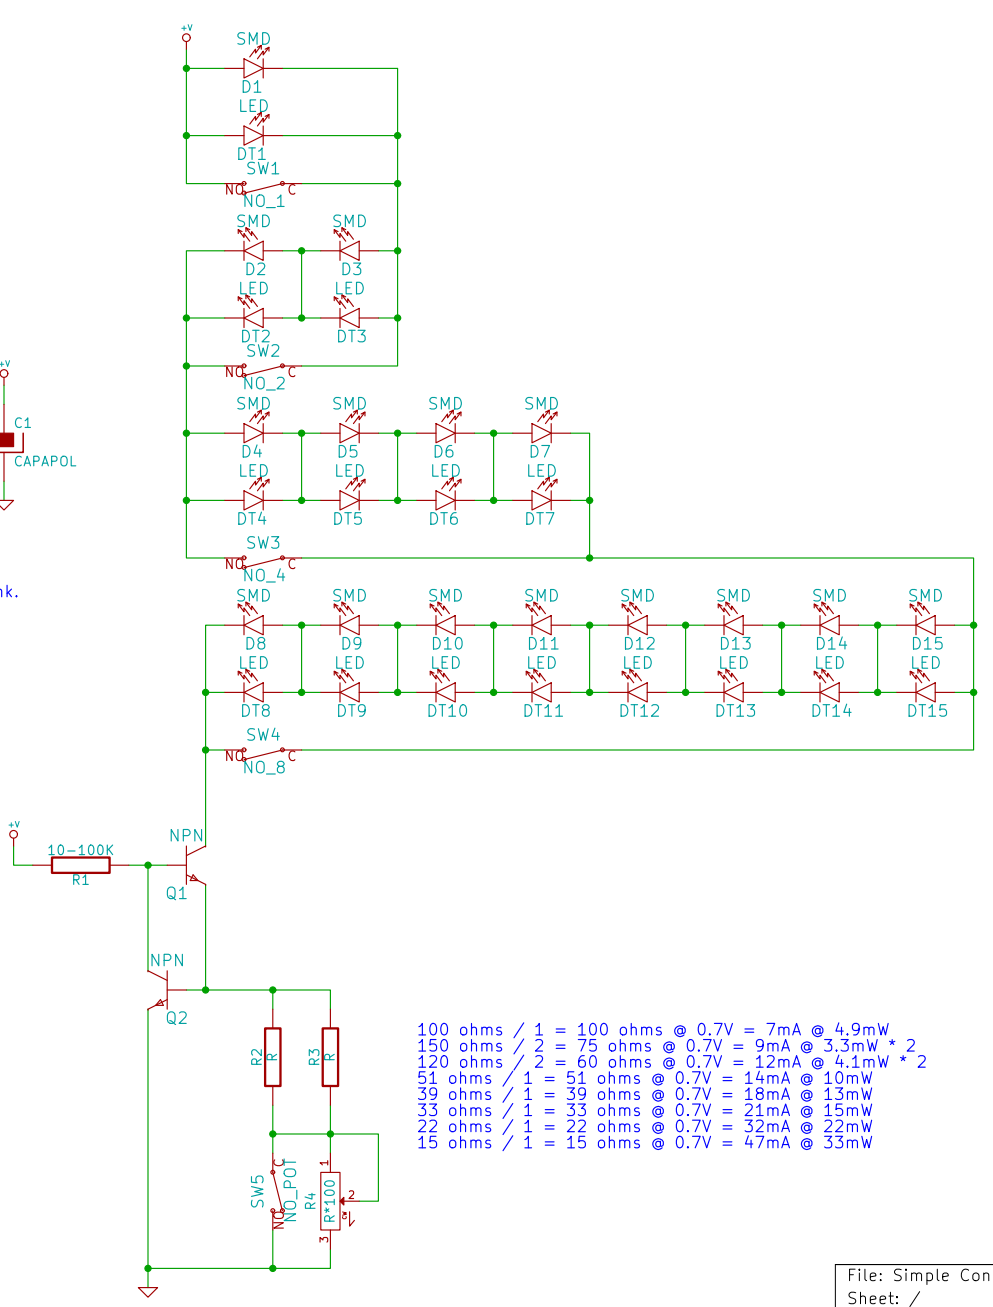 +V
SMD
D1
LED
DT1
SW1
NO C
NO_1
SMD SMD
D2 D3
LED LED
DT2 DT3
SW2
NO C
NO_2
+V
C1
CAPAPOL
SMD SMD SMD SMD
D4 D5 D6 D7
LED LED LED LED
DT4 DT5 DT6 DT7
SW3
NO C
NO_4
nk.
SMD SMD SMD SMD SMD SMD SMD SMD
D8 D9 D10 D11 D12 D13 D14 D15
LED LED LED LED LED LED LED LED
DT8 DT9 DT10 DT11 DT12 DT13 DT14 DT15
SW4
NO C
NO_8
+V
10-100K
R1
NPN
Q1
NPN
Q2
R2
R
R3
R
100 ohms / 1 = 100 ohms @ 0.7V = 7mA @ 4.9mW
150 ohms / 2 = 75 ohms @ 0.7V = 9mA @ 3.3mW * 2
120 ohms / 2 = 60 ohms @ 0.7V = 12mA @ 4.1mW * 2
51 ohms / 1 = 51 ohms @ 0.7V = 14mA @ 10mW
39 ohms / 1 = 39 ohms @ 0.7V = 18mA @ 13mW
33 ohms / 1 = 33 ohms @ 0.7V = 21mA @ 15mW
22 ohms / 1 = 22 ohms @ 0.7V = 32mA @ 22mW
15 ohms / 1 = 15 ohms @ 0.7V = 47mA @ 33mW
SW5
C
NO
NO_POT
R4
R*100
1
2
3
CW
File: Simple Con
Sheet: /